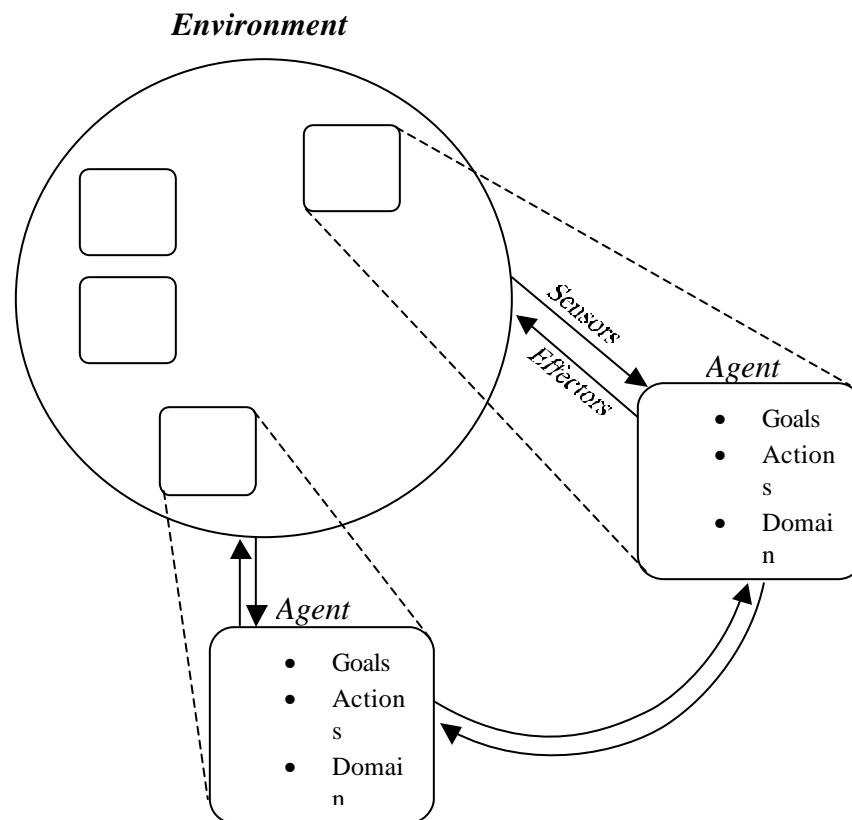 Environment
Sensors
Effectors
Agent
• Goals
• Action
s
• Domai
n
Agent
• Goals
• Action
s
• Domai
n